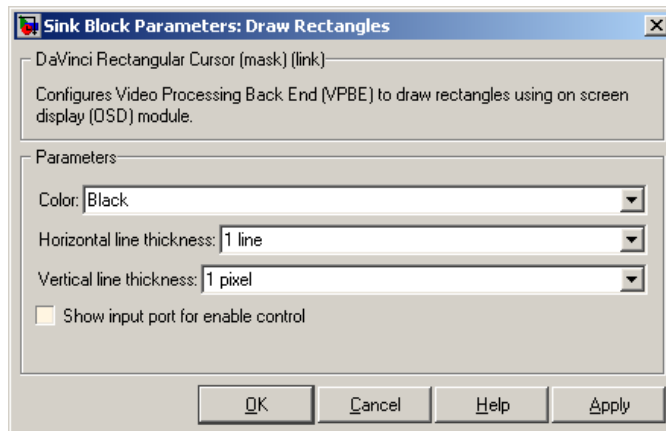 Sink Block Parameters: Draw Rectangles
DaVinci Rectangular Cursor (mask) (link)
Configures Video Processing Back End (VPBE) to draw rectangles using on screen
display (OSD) module.
Parameters
Color: Black
Horizontal line thickness: 1 line
Vertical line thickness: 1 pixel
Show input port for enable control
OK Cancel Help Apply